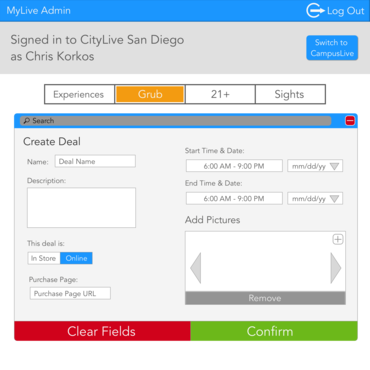 MyLive Admin
Log Out
Signed in to CityLive San Diego
as Chris Korkos
Switch to
CampusLive
Experiences
Grub
21+
Sights
Search
Create Deal
Name:
Deal Name
Description:
This deal is:
In Store
Online
Purchase Page:
Purchase Page URL
Start Time & Date:
6:00 AM - 9:00 PM
mm/dd/yy
End Time & Date:
6:00 AM - 9:00 PM
mm/dd/yy
Add Pictures
Remove
Clear Fields
Confirm